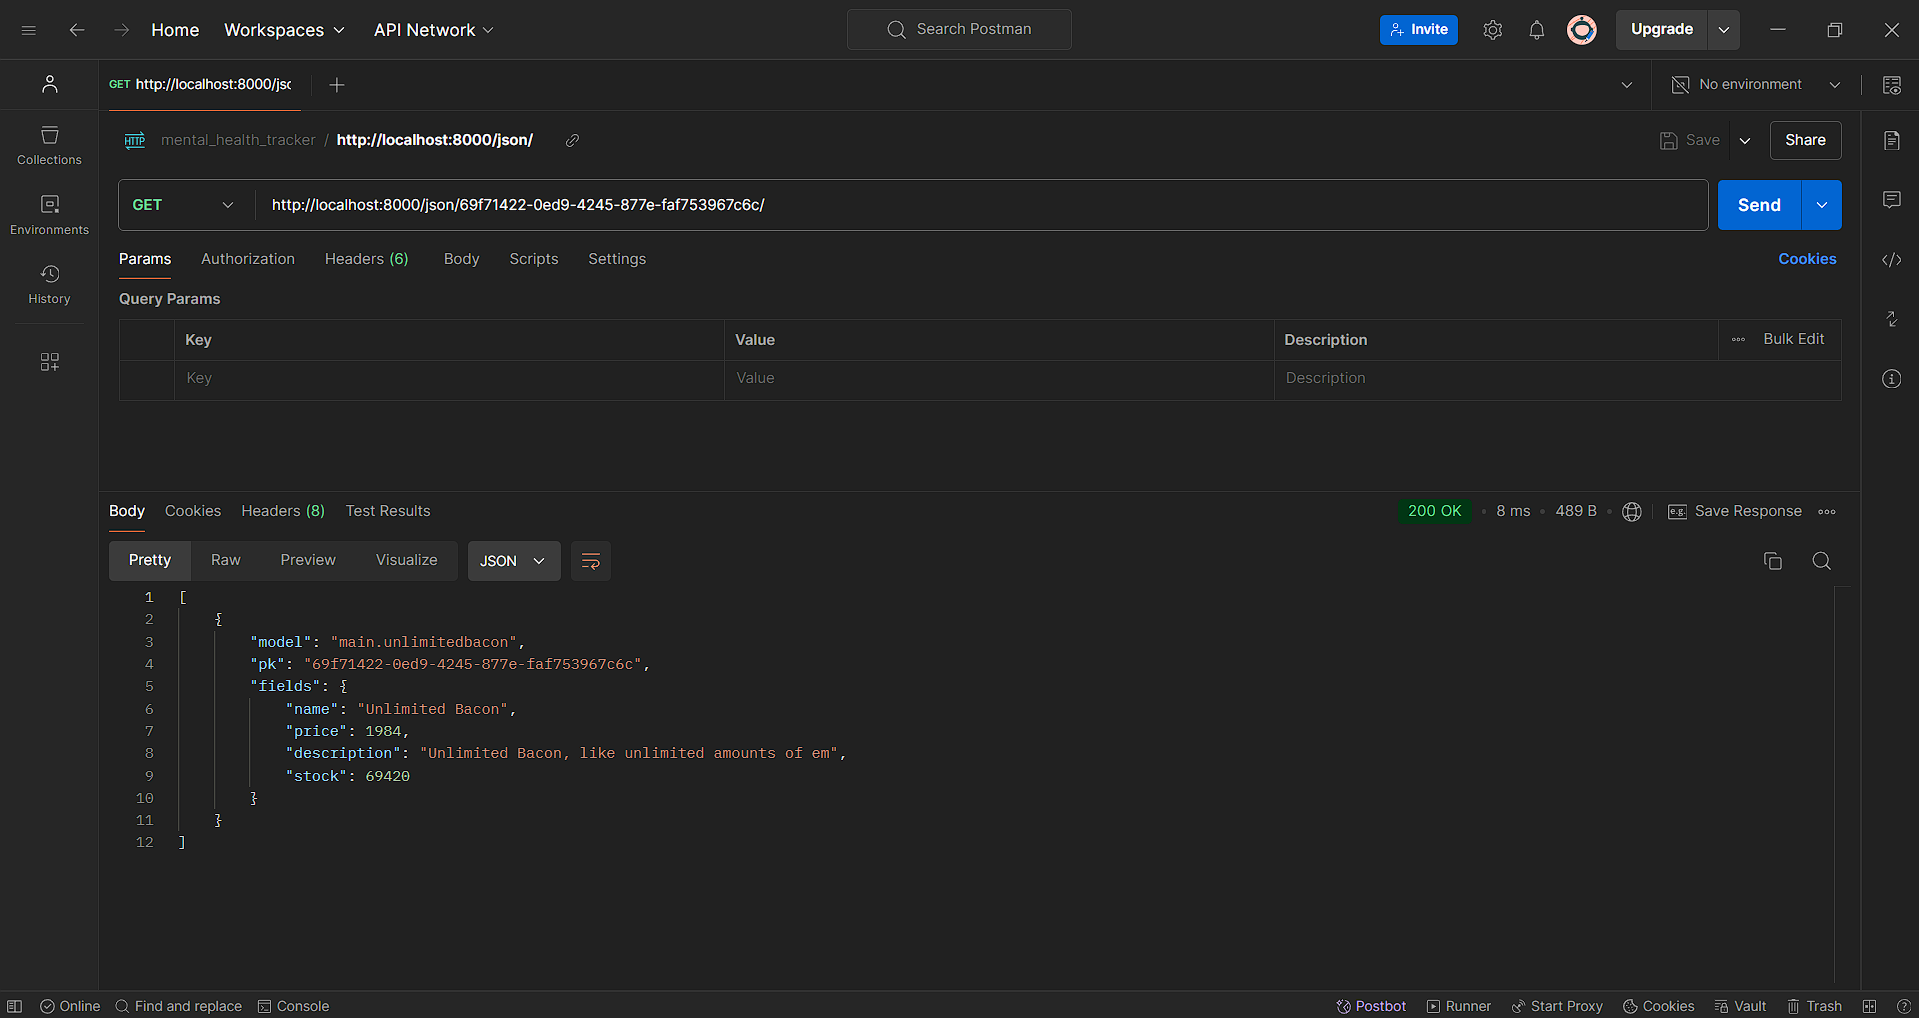 Home Workspaces API Network Search Postman Invite Upgrade
GET http://localhost:8000/jsc No environment
Collections
Environments
History
HTTP mental_health_tracker / http://localhost:8000/json/ Save Share
GET http://localhost:8000/json/69f71422-0ed9-4245-877e-faf753967c6c/ Send
Params Authorization Headers (6) Body Scripts Settings Cookies
Query Params
Key Value Description Bulk Edit
Key Value Description
Body Cookies Headers (8) Test Results 200 OK 8 ms 489 B e.g. Save Response
Pretty Raw Preview Visualize JSON
1 [
2 {
3 "model": "main.unlimitedbacon",
4 "pk": "69f71422-0ed9-4245-877e-faf753967c6c",
5 "fields": {
6 "name": "Unlimited Bacon",
7 "price": 1984,
8 "description": "Unlimited Bacon, like unlimited amounts of em",
9 "stock": 69420
10 }
11 }
12 ]
Online Find and replace Console Postbot Runner Start Proxy Cookies Vault Trash